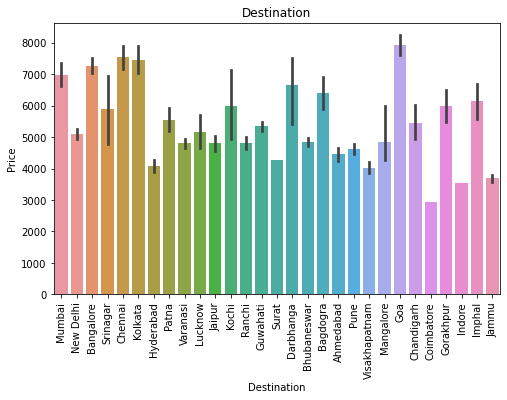 Destination
8000
7000
6000
5000
4000
3000
2000
1000
0
Price
Mumbai
New Delhi
Bangalore
Srinagar
Chennai
Kolkata
Hyderabad
Patna
Varanasi
Lucknow
Jaipur
Kochi
Ranchi
Guwahati
Surat
Darbhanga
Bhubaneswar
Bagdogra
Ahmedabad
Pune
Visakhapatnam
Mangalore
Goa
Chandigarh
Coimbatore
Gorakhpur
Indore
Imphal
Jammu
Destination